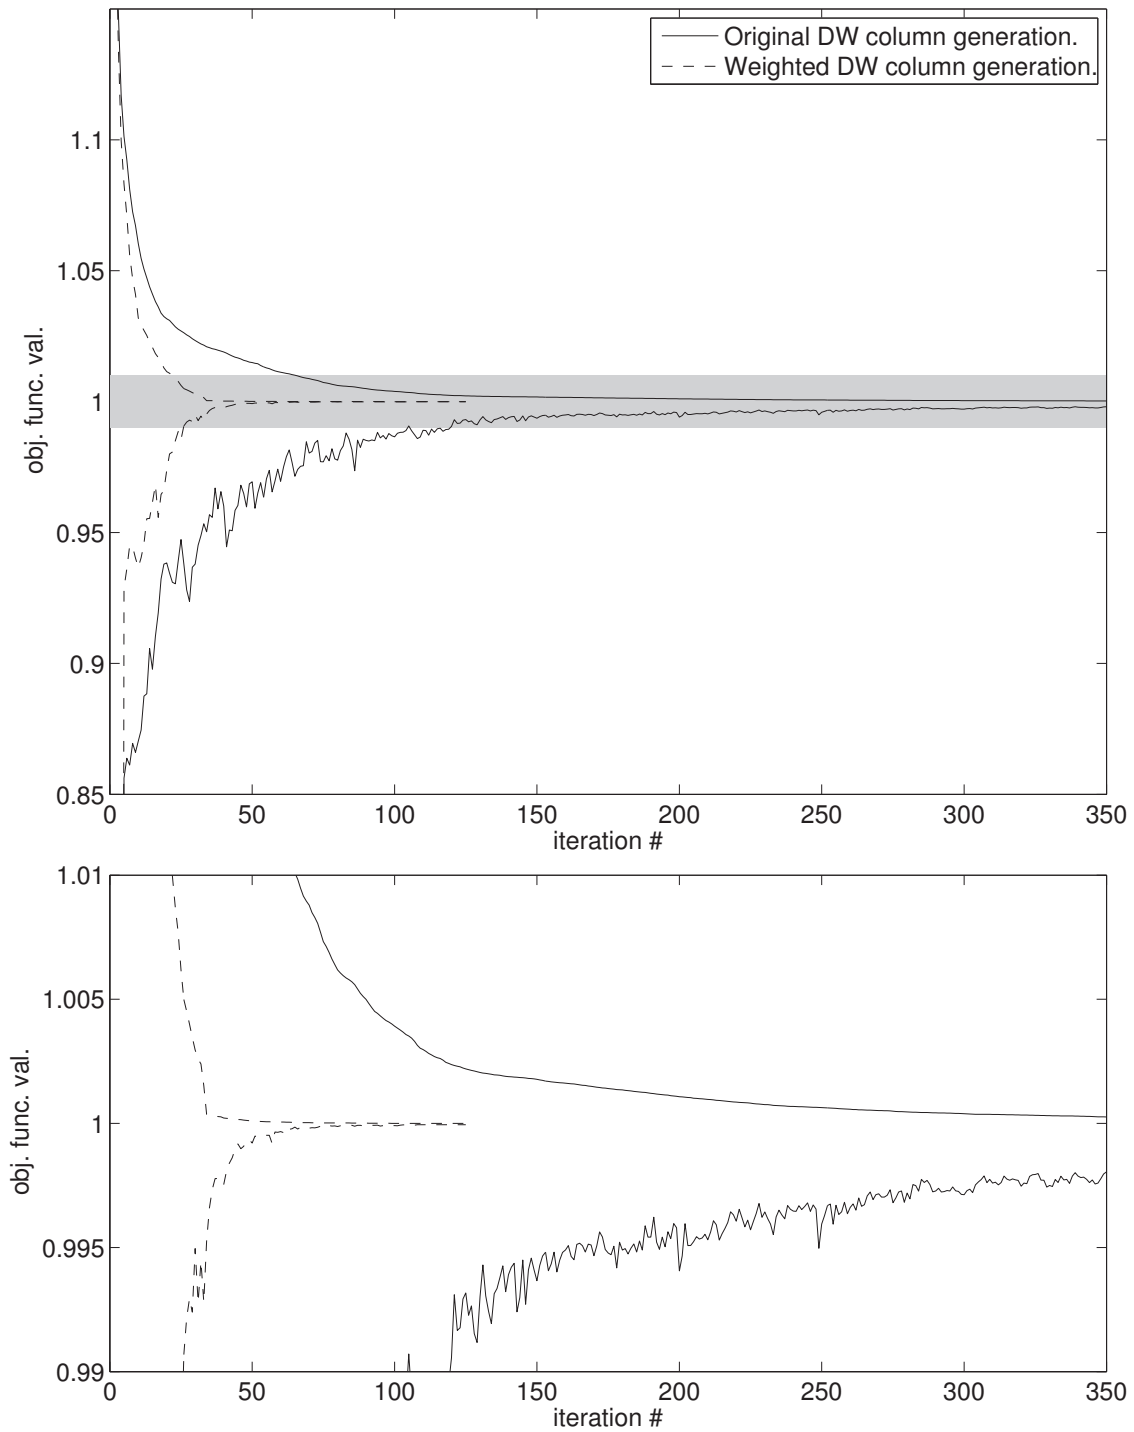 Original DW column generation.
Weighted DW column generation.
1.1
1.05
1
0.95
0.9
0.85
obj. func. val.
0 50 100 150 200 250 300 350
iteration #
1.01
1.005
1
0.995
0.99
obj. func. val.
0 50 100 150 200 250 300 350
iteration #